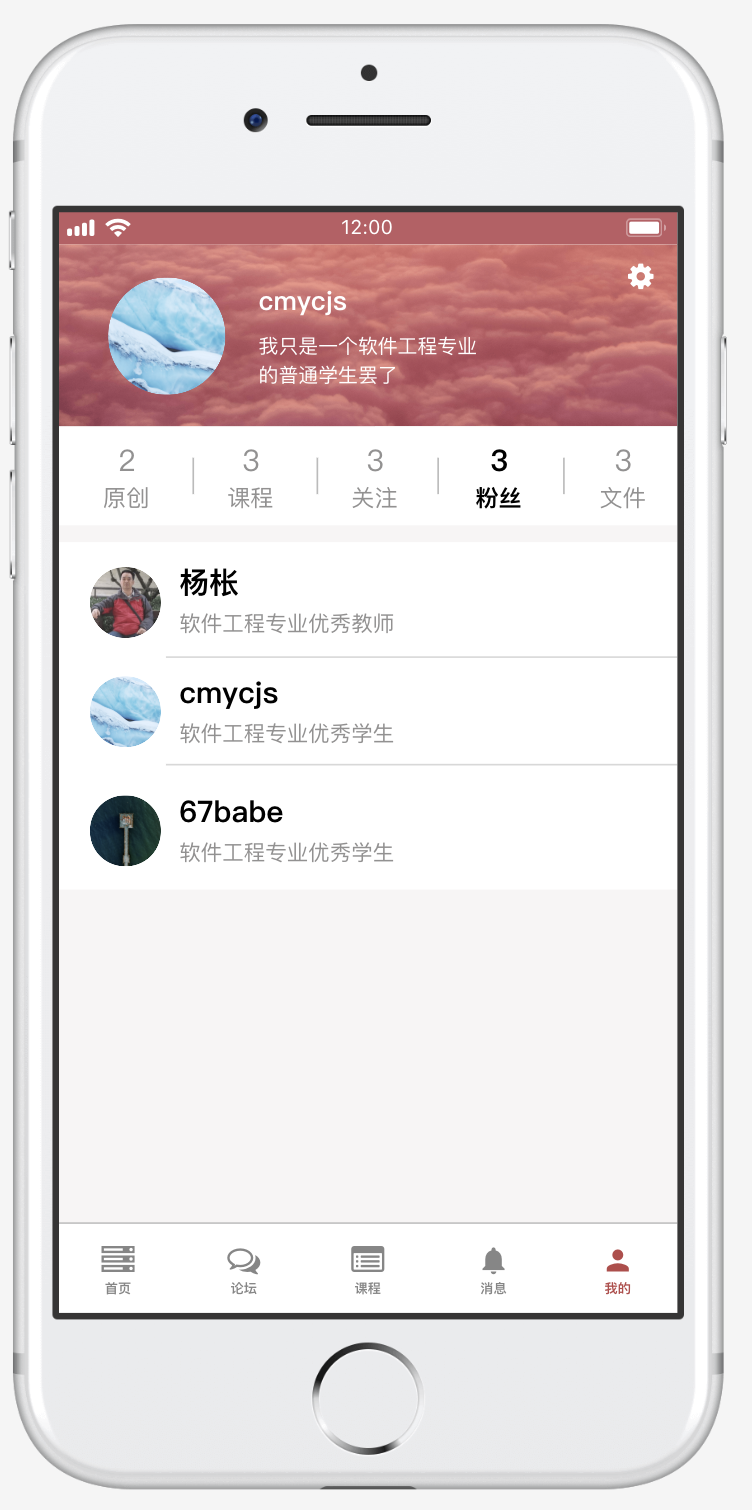 12:00
cmycjs
我只是一个软件工程专业
的普通学生罢了
2 3 3 3 3
原创 课程 关注 粉丝 文件
杨枨
软件工程专业优秀教师
cmycjs
软件工程专业优秀学生
67babe
软件工程专业优秀学生
首页 论坛 课程 消息 我的